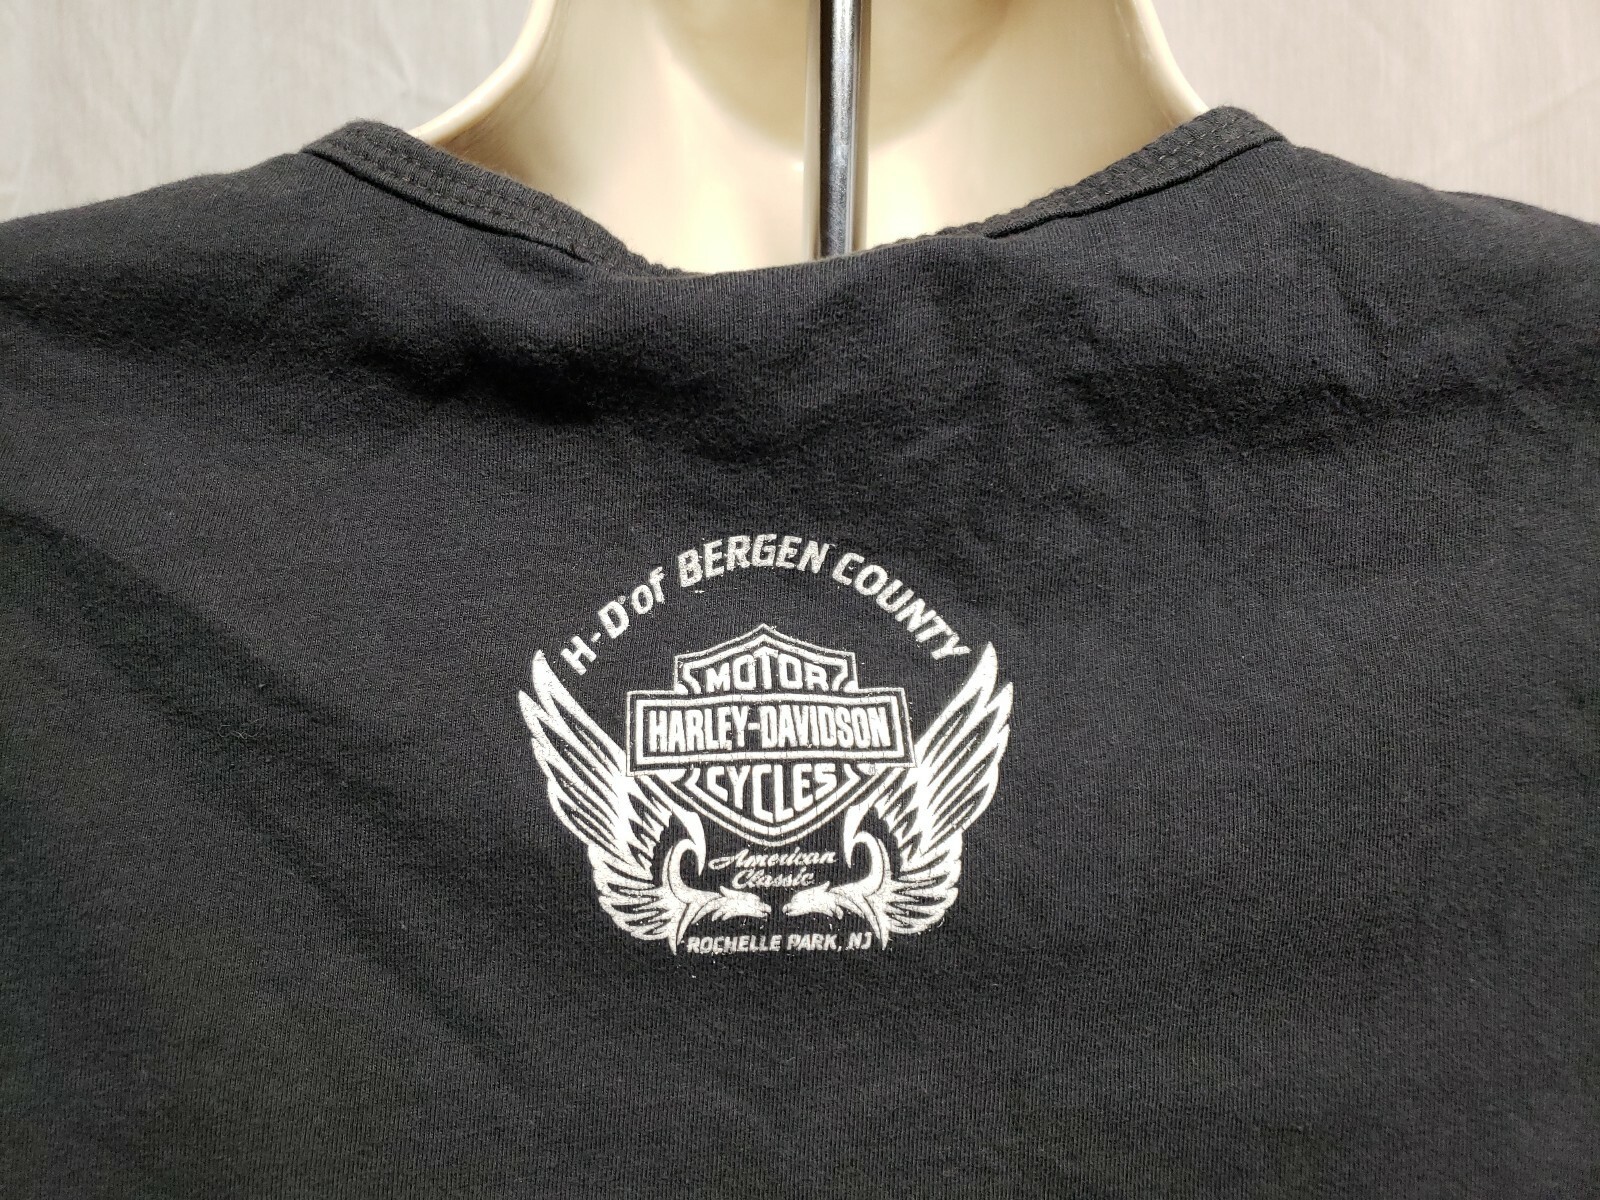 H-D® of BERGEN COUNTY
MOTOR
HARLEY-DAVIDSON
CYCLES ®
American
Classic
ROCHELLE PARK, NJ